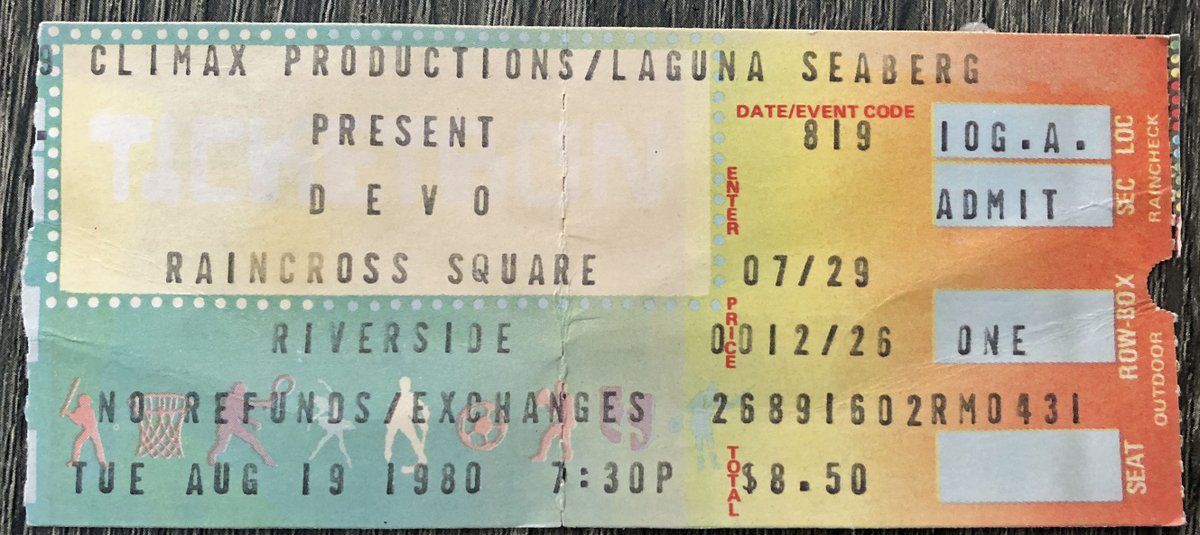 9 CLIMAX PRODUCTIONS/LAGUNA SEABERG
TICKETRON
PRESENT
D E V O
RAINCROSS SQUARE
RIVERSIDE
NO REFUNDS/EXCHANGES
TUE AUG 19 1980 7:30P
DATE/EVENT CODE
819
ENTER
07/29
PRICE
0012/26
26891602RM0431
TOTAL
$8.50
10G.A.
ADMIT
ONE
LOC
SEC
RAINCHECK
ROW-BOX
OUTDOOR
SEAT